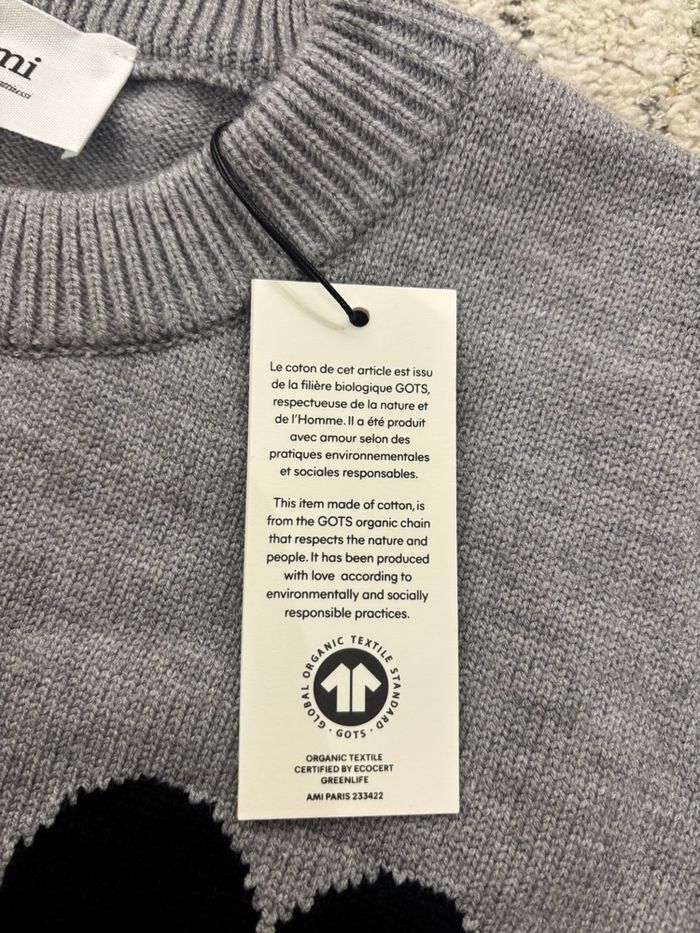 mi
Le coton de cet article est issu
de la filière biologique GOTS,
respectueuse de la nature et
de l'Homme. Il a été produit
avec amour selon des
pratiques environnementales
et sociales responsables.
This item made of cotton, is
from the GOTS organic chain
that respects the nature and
people. It has been produced
with love according to
environmentally and socially
responsible practices.
GLOBAL ORGANIC TEXTILE STANDARD
· GOTS ·
ORGANIC TEXTILE
CERTIFIED BY ECOCERT
GREENLIFE
AMI PARIS 233422